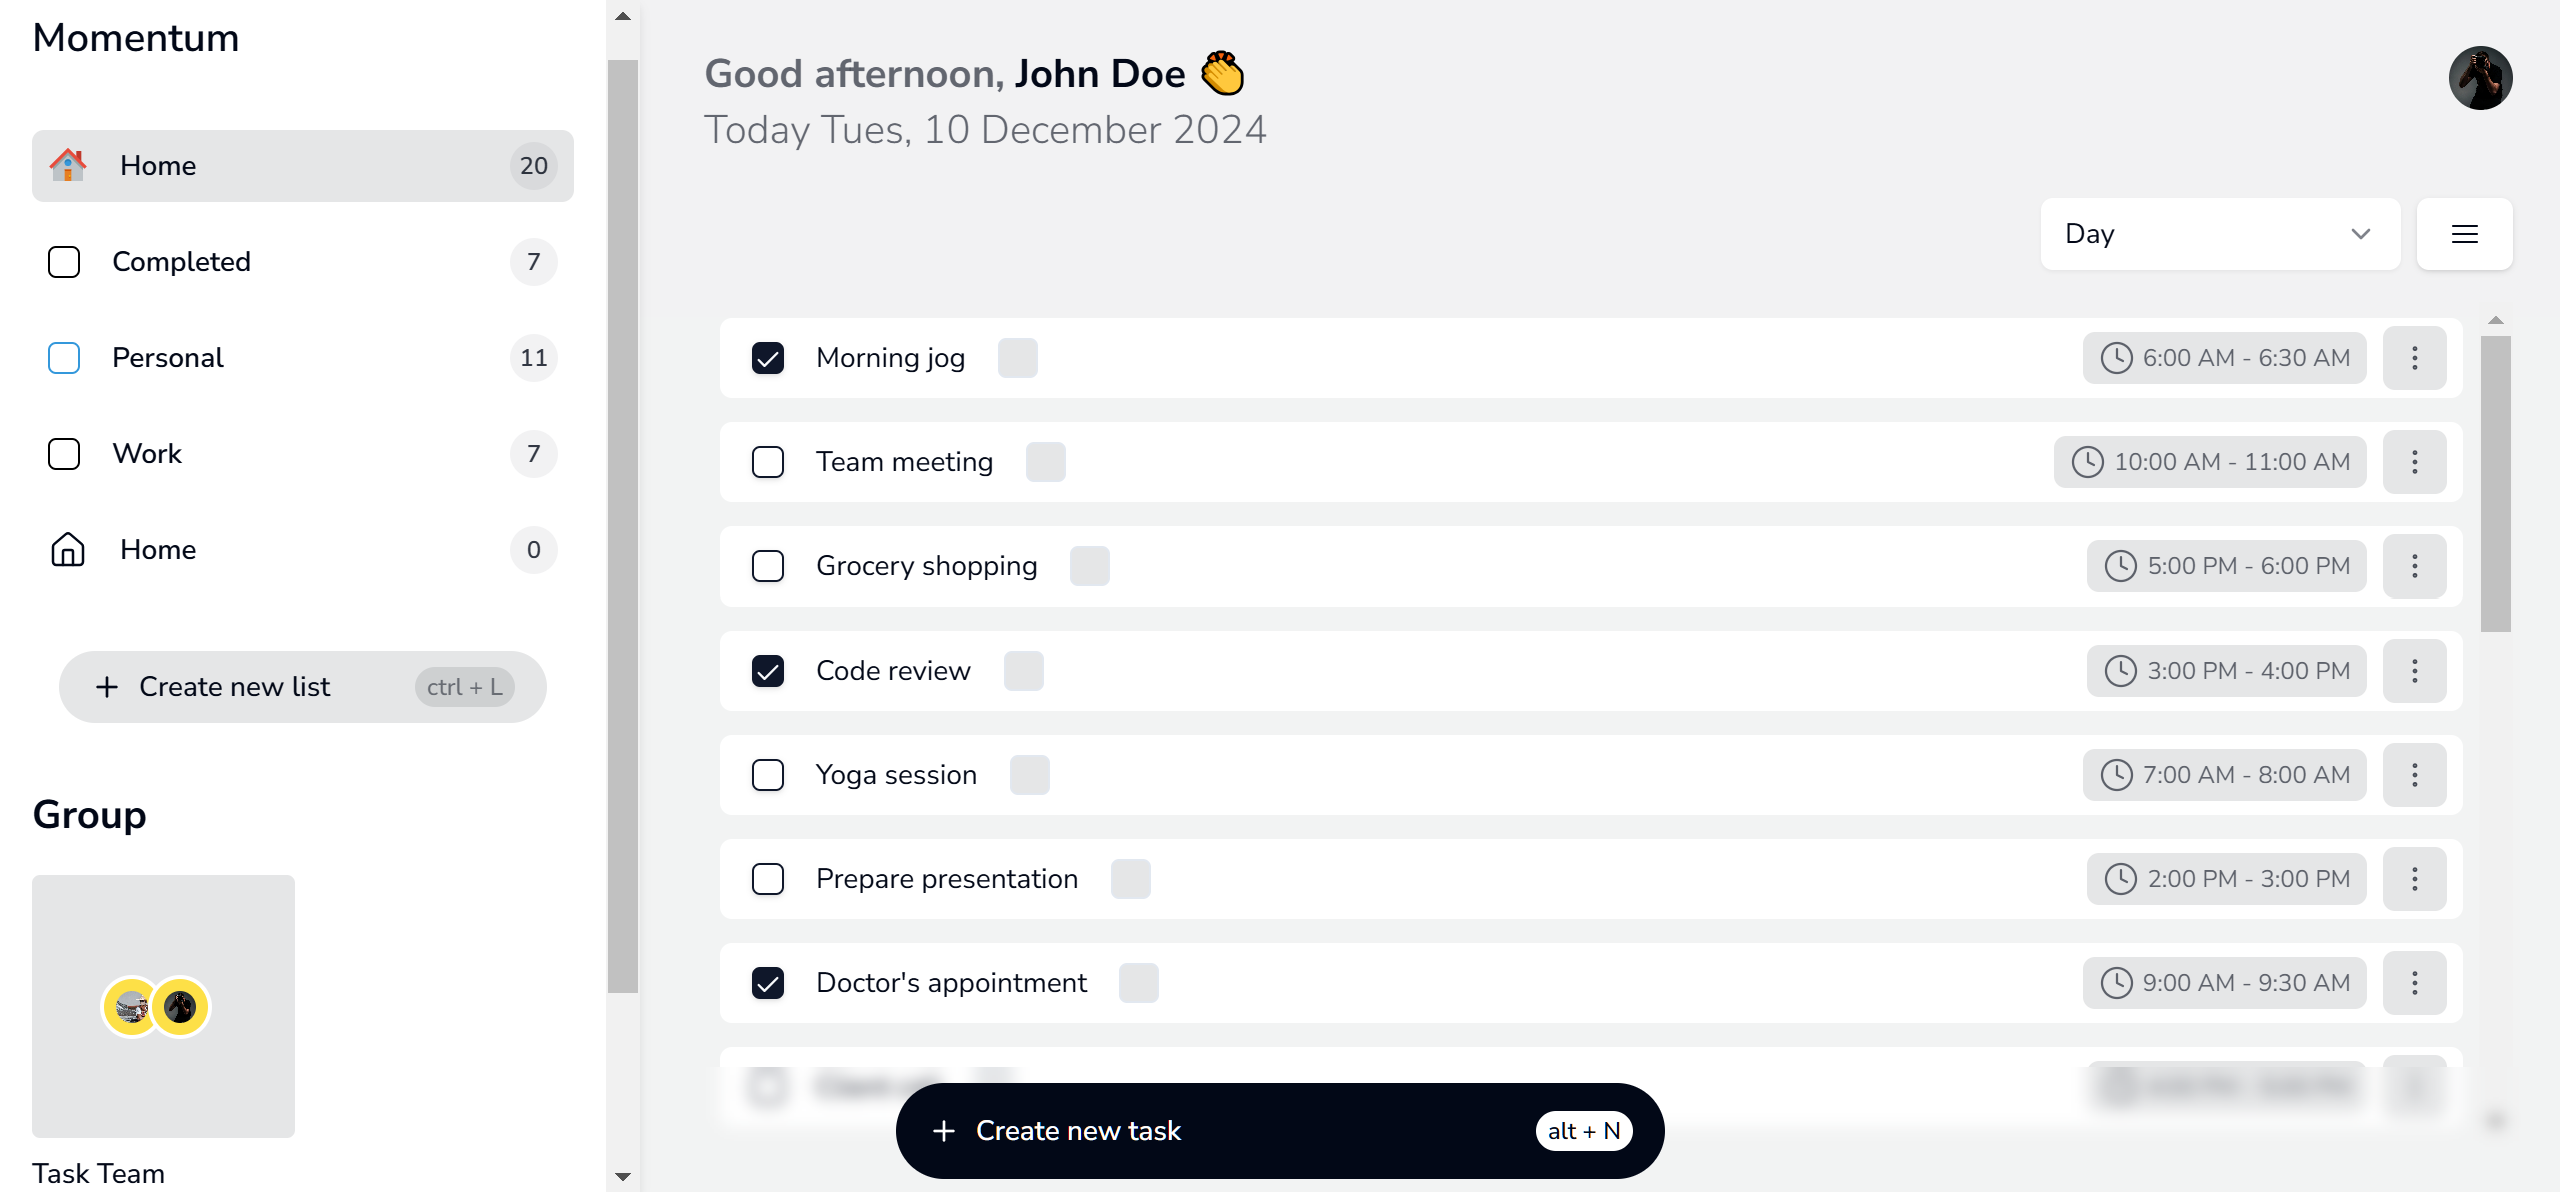 Momentum
Home 20
Completed 7
Personal 11
Work 7
Home 0
Create new list ctrl + L
Group
Task Team
Good afternoon, John Doe 👏
Today Tues, 10 December 2024
Day
Morning jog 6:00 AM - 6:30 AM
Team meeting 10:00 AM - 11:00 AM
Grocery shopping 5:00 PM - 6:00 PM
Code review 3:00 PM - 4:00 PM
Yoga session 7:00 AM - 8:00 AM
Prepare presentation 2:00 PM - 3:00 PM
Doctor's appointment 9:00 AM - 9:30 AM
Create new task alt + N